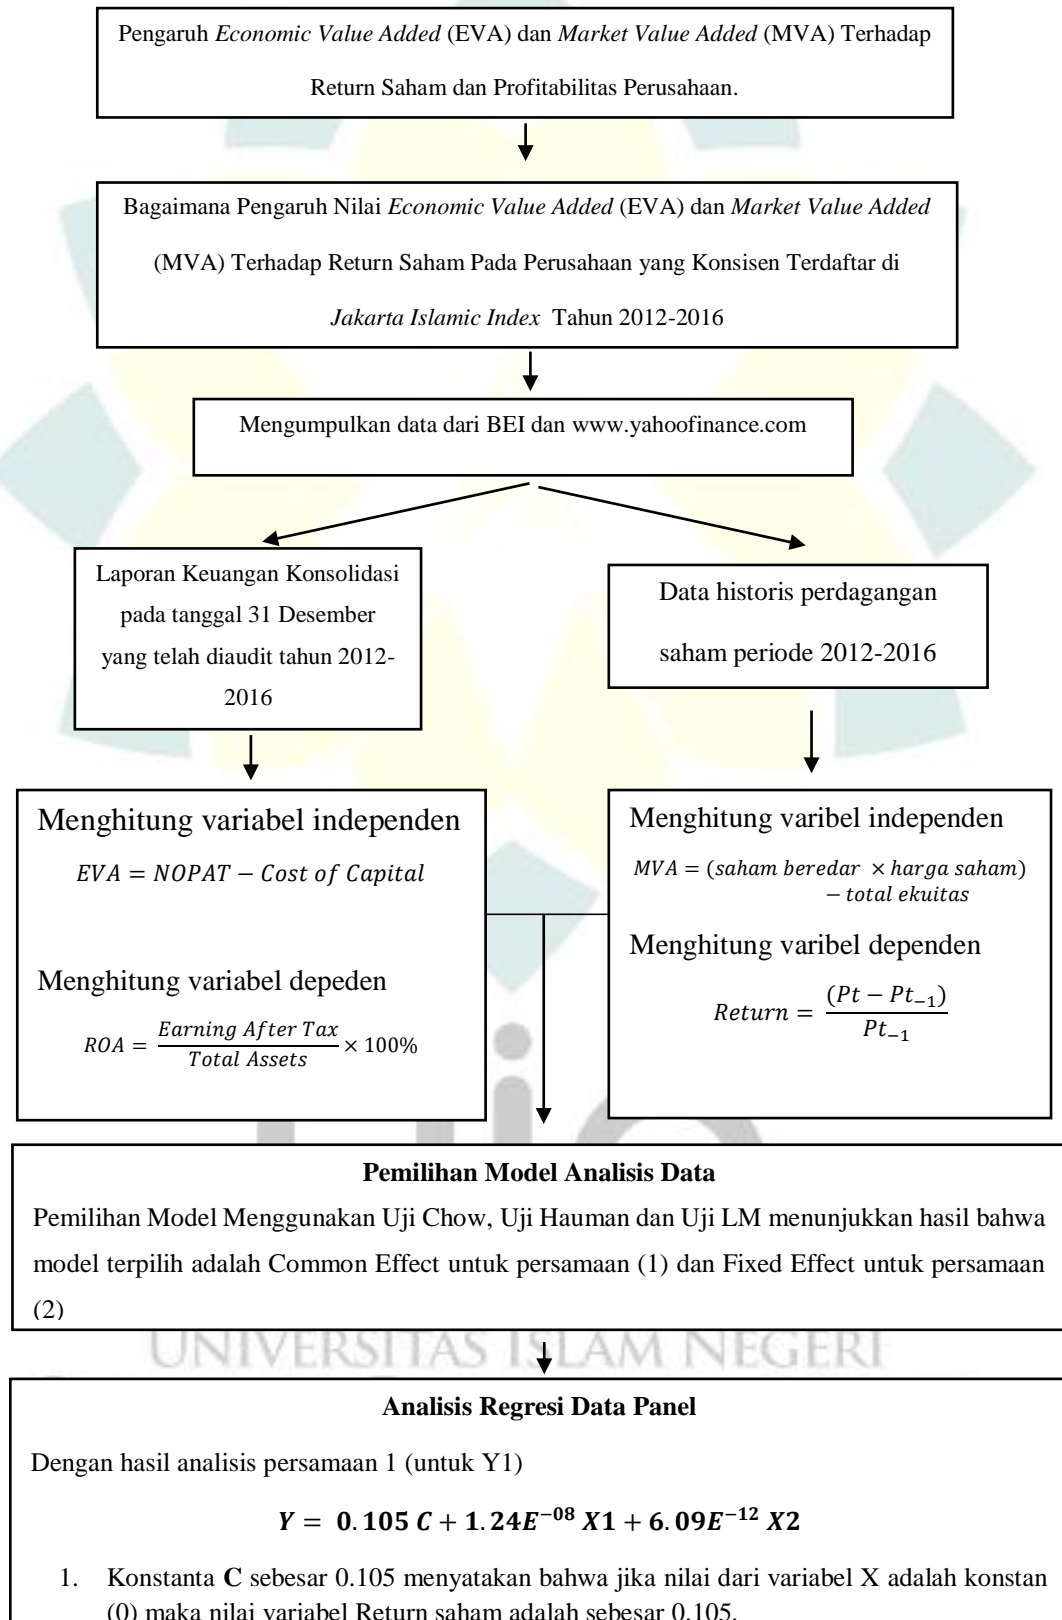 Pengaruh Economic Value Added (EVA) dan Market Value Added (MVA) Terhadap
Return Saham dan Profitabilitas Perusahaan.
Bagaimana Pengaruh Nilai Economic Value Added (EVA) dan Market Value Added
(MVA) Terhadap Return Saham Pada Perusahaan yang Konsisen Terdaftar di
Jakarta Islamic Index Tahun 2012-2016
Mengumpulkan data dari BEI dan www.yahoofinance.com
Laporan Keuangan Konsolidasi
pada tanggal 31 Desember
yang telah diaudit tahun 2012-
2016
Data historis perdagangan
saham periode 2012-2016
Menghitung variabel independen
EVA = NOPAT − Cost of Capital
Menghitung variabel depeden
ROA = Earning After Tax / Total Assets × 100%
Menghitung varibel independen
MVA = (saham beredar × harga saham)
− total ekuitas
Menghitung varibel dependen
Return = (Pt − Pt₋₁) / Pt₋₁
Pemilihan Model Analisis Data
Pemilihan Model Menggunakan Uji Chow, Uji Hauman dan Uji LM menunjukkan hasil bahwa
model terpilih adalah Common Effect untuk persamaan (1) dan Fixed Effect untuk persamaan
(2)
UNIVERSITAS ISLAM NEGERI
Analisis Regresi Data Panel
Dengan hasil analisis persamaan 1 (untuk Y1)
Y = 0.105 C + 1.24E⁻⁰⁸ X1 + 6.09E⁻¹² X2
1. Konstanta C sebesar 0.105 menyatakan bahwa jika nilai dari variabel X adalah konstan
(0) maka nilai variabel Return saham adalah sebesar 0.105.